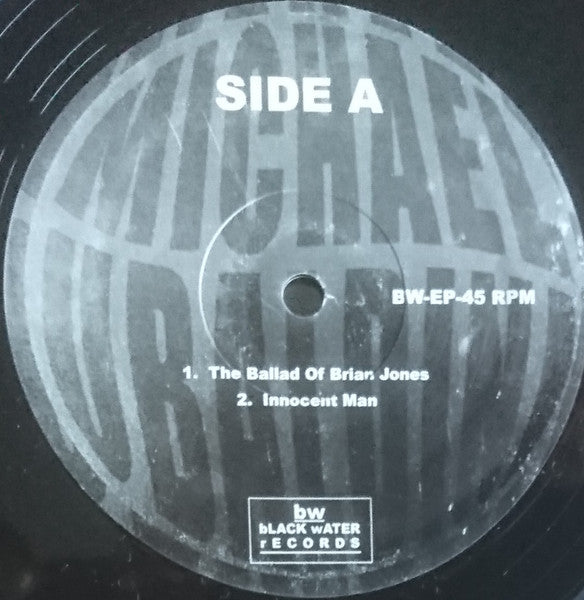 SIDE A
MICHAEL
BW-EP-45 RPM
1. The Ballad Of Brian Jones
2. Innocent Man
bw
bLACK wATER
rECORDS